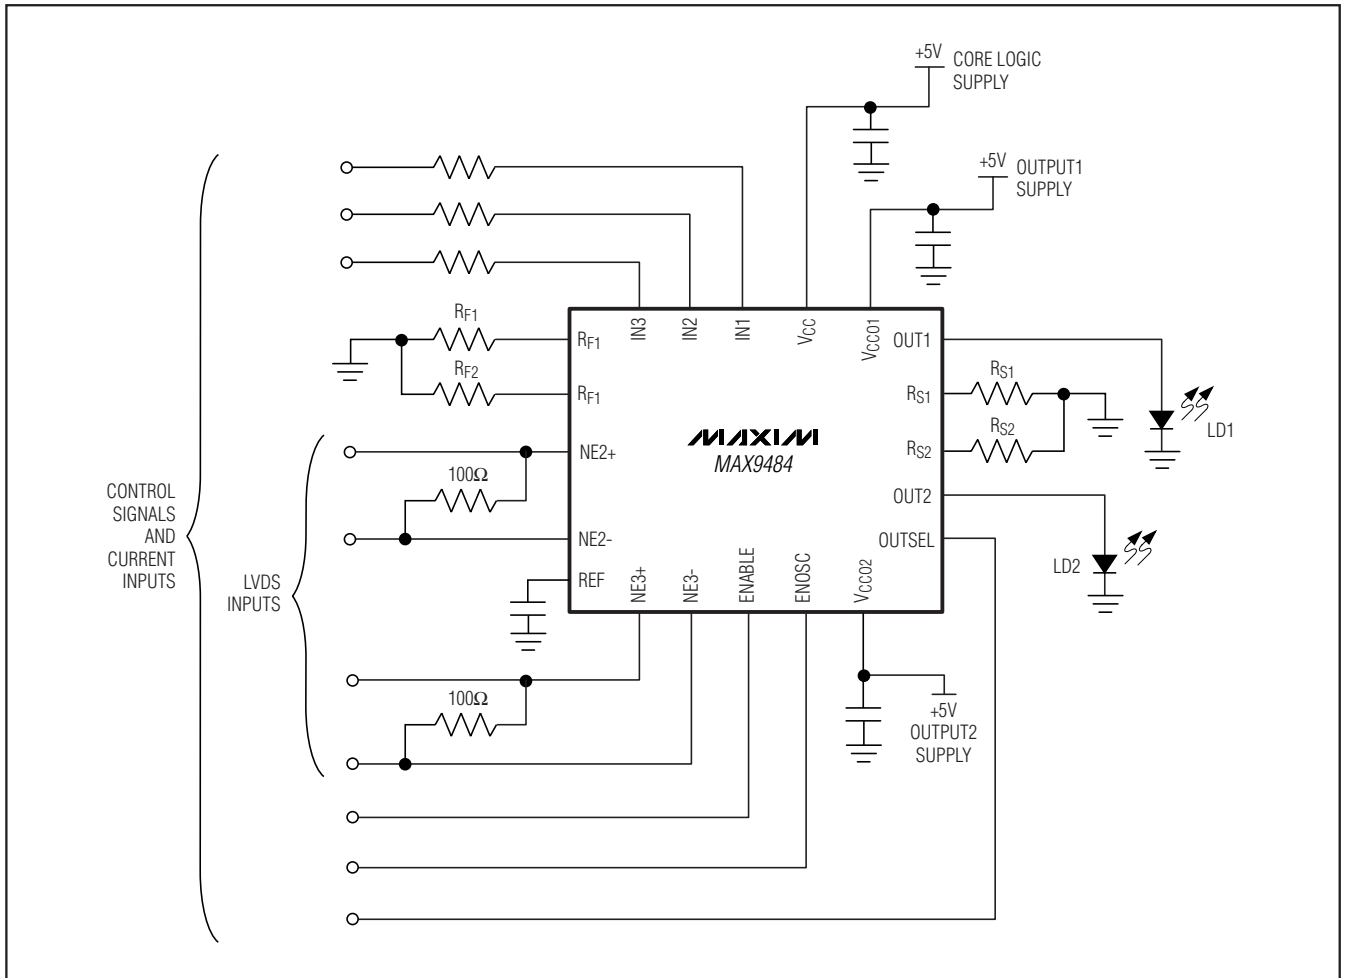 +5V
CORE LOGIC
SUPPLY
+5V
OUTPUT1
SUPPLY
IN3
IN2
IN1
VCC
VCCO1
RF1
RF1
RF2
RF1
NE2+
100Ω
NE2-
REF
MAXIM
MAX9484
OUT1
RS1
RS1
RS2
RS2
OUT2
OUTSEL
LD1
LD2
CONTROL
SIGNALS
AND
CURRENT
INPUTS
LVDS
INPUTS
NE3+
NE3-
ENABLE
ENOSC
VCCO2
100Ω
+5V
OUTPUT2
SUPPLY